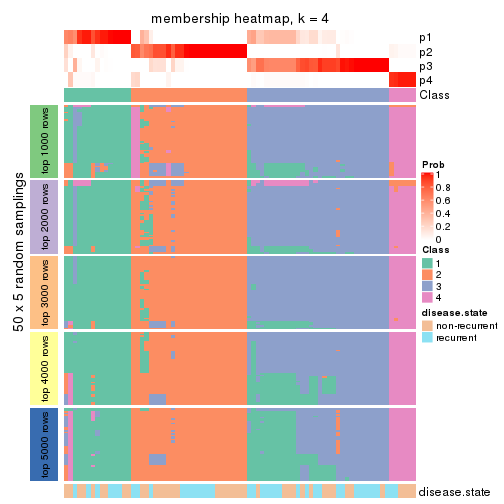 membership heatmap, k = 4
p1
p2
p3
p4
Class
50 x 5 random samplings
top 1000 rows
top 2000 rows
top 3000 rows
top 4000 rows
top 5000 rows
Prob
1
0.8
0.6
0.4
0.2
0
Class
1
2
3
4
disease.state
non-recurrent
recurrent
disease.state